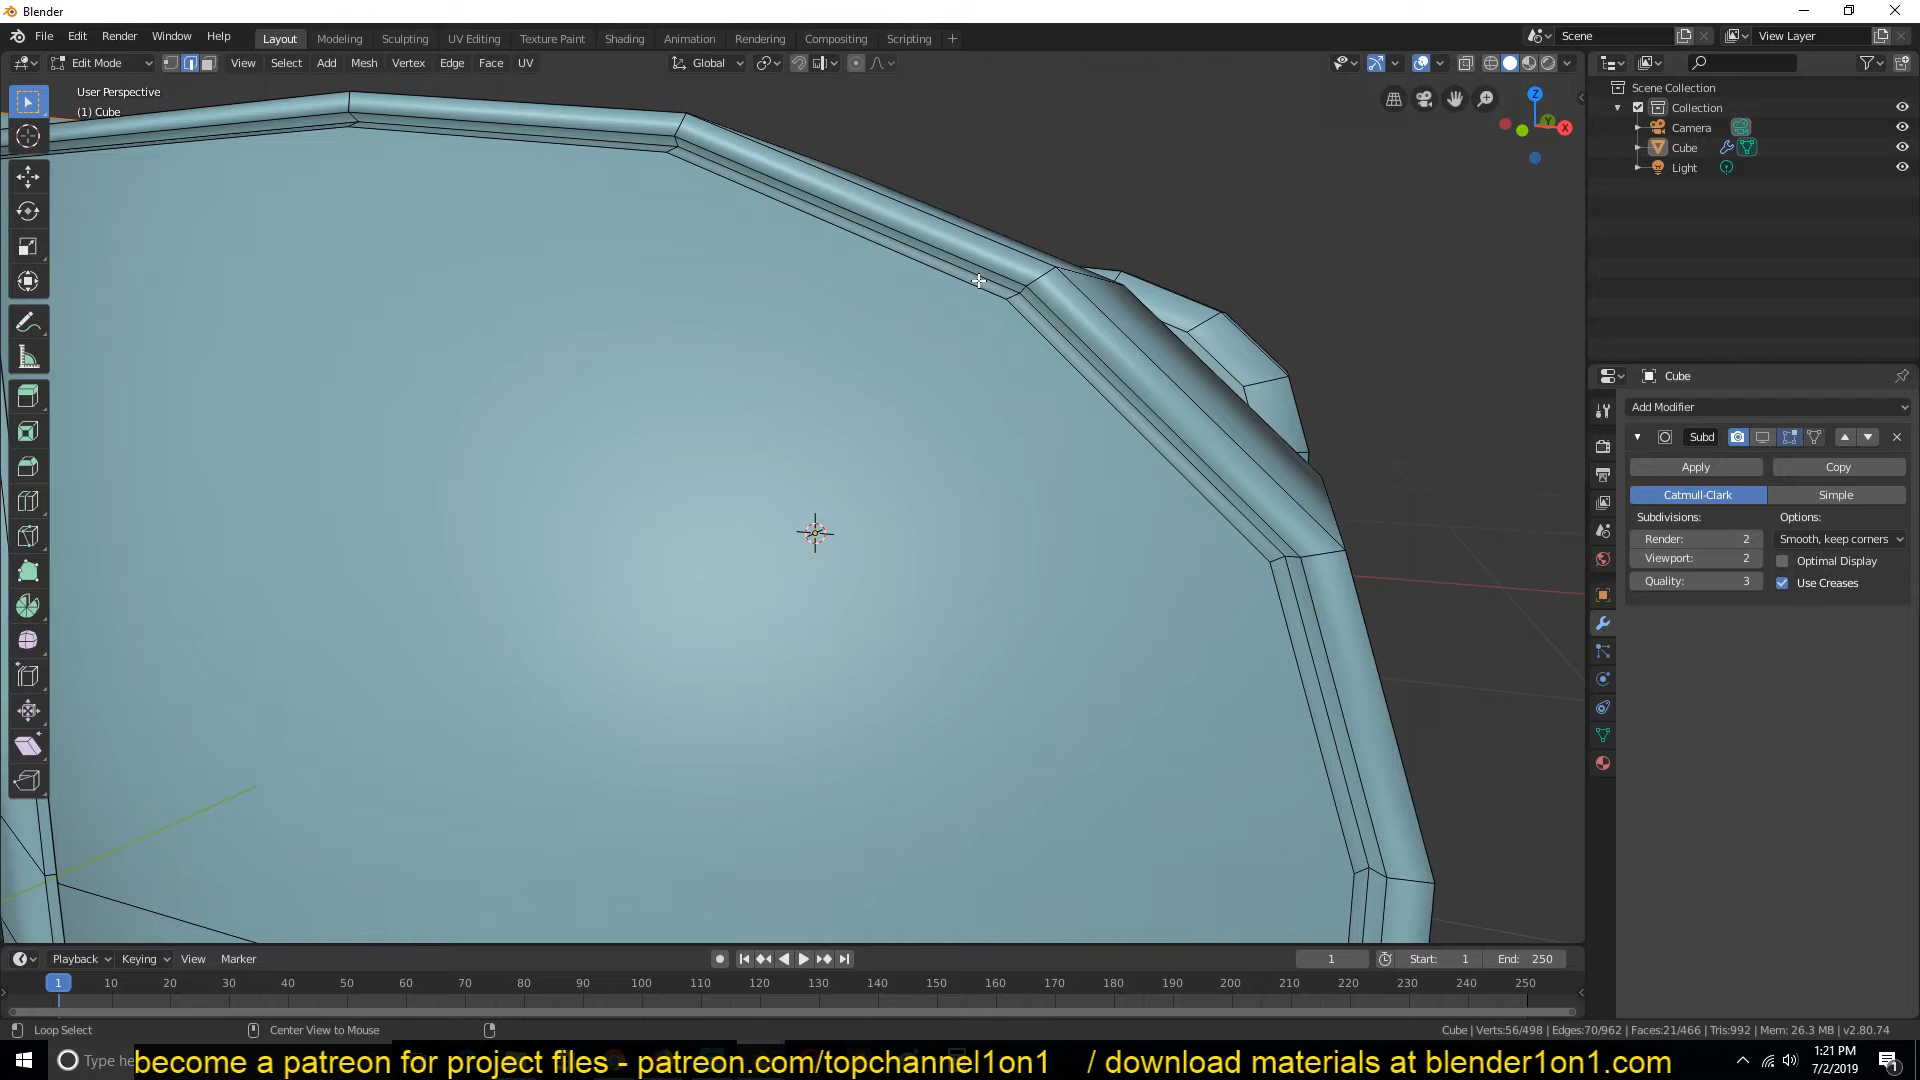 Blender
File Edit Render Window Help Layout Modeling Sculpting UV Editing Texture Paint Shading Animation Rendering Compositing Scripting + Scene View Layer
Edit Mode View Select Add Mesh Vertex Edge Face UV Global
User Perspective
(1) Cube
Z
Y
X
Scene Collection
Collection
Camera
Cube
Light
Cube
Add Modifier
Subd
Apply Copy
Catmull-Clark Simple
Subdivisions: Options:
Render: 2 Smooth, keep corners
Viewport: 2 Optimal Display
Quality: 3 Use Creases
Playback Keying View Marker 1 Start: 1 End: 250
1 10 20 30 40 50 60 70 80 90 100 110 120 130 140 150 160 170 180 190 200 210 220 230 240 250
Loop Select Center View to Mouse Cube | Verts:56/498 | Edges:70/962 | Faces:21/466 | Tris:992 | Mem: 26.3 MB | v2.80.74
Type he become a patreon for project files - patreon.com/topchannel1on1 / download materials at blender1on1.com
1:21 PM
7/2/2019
1